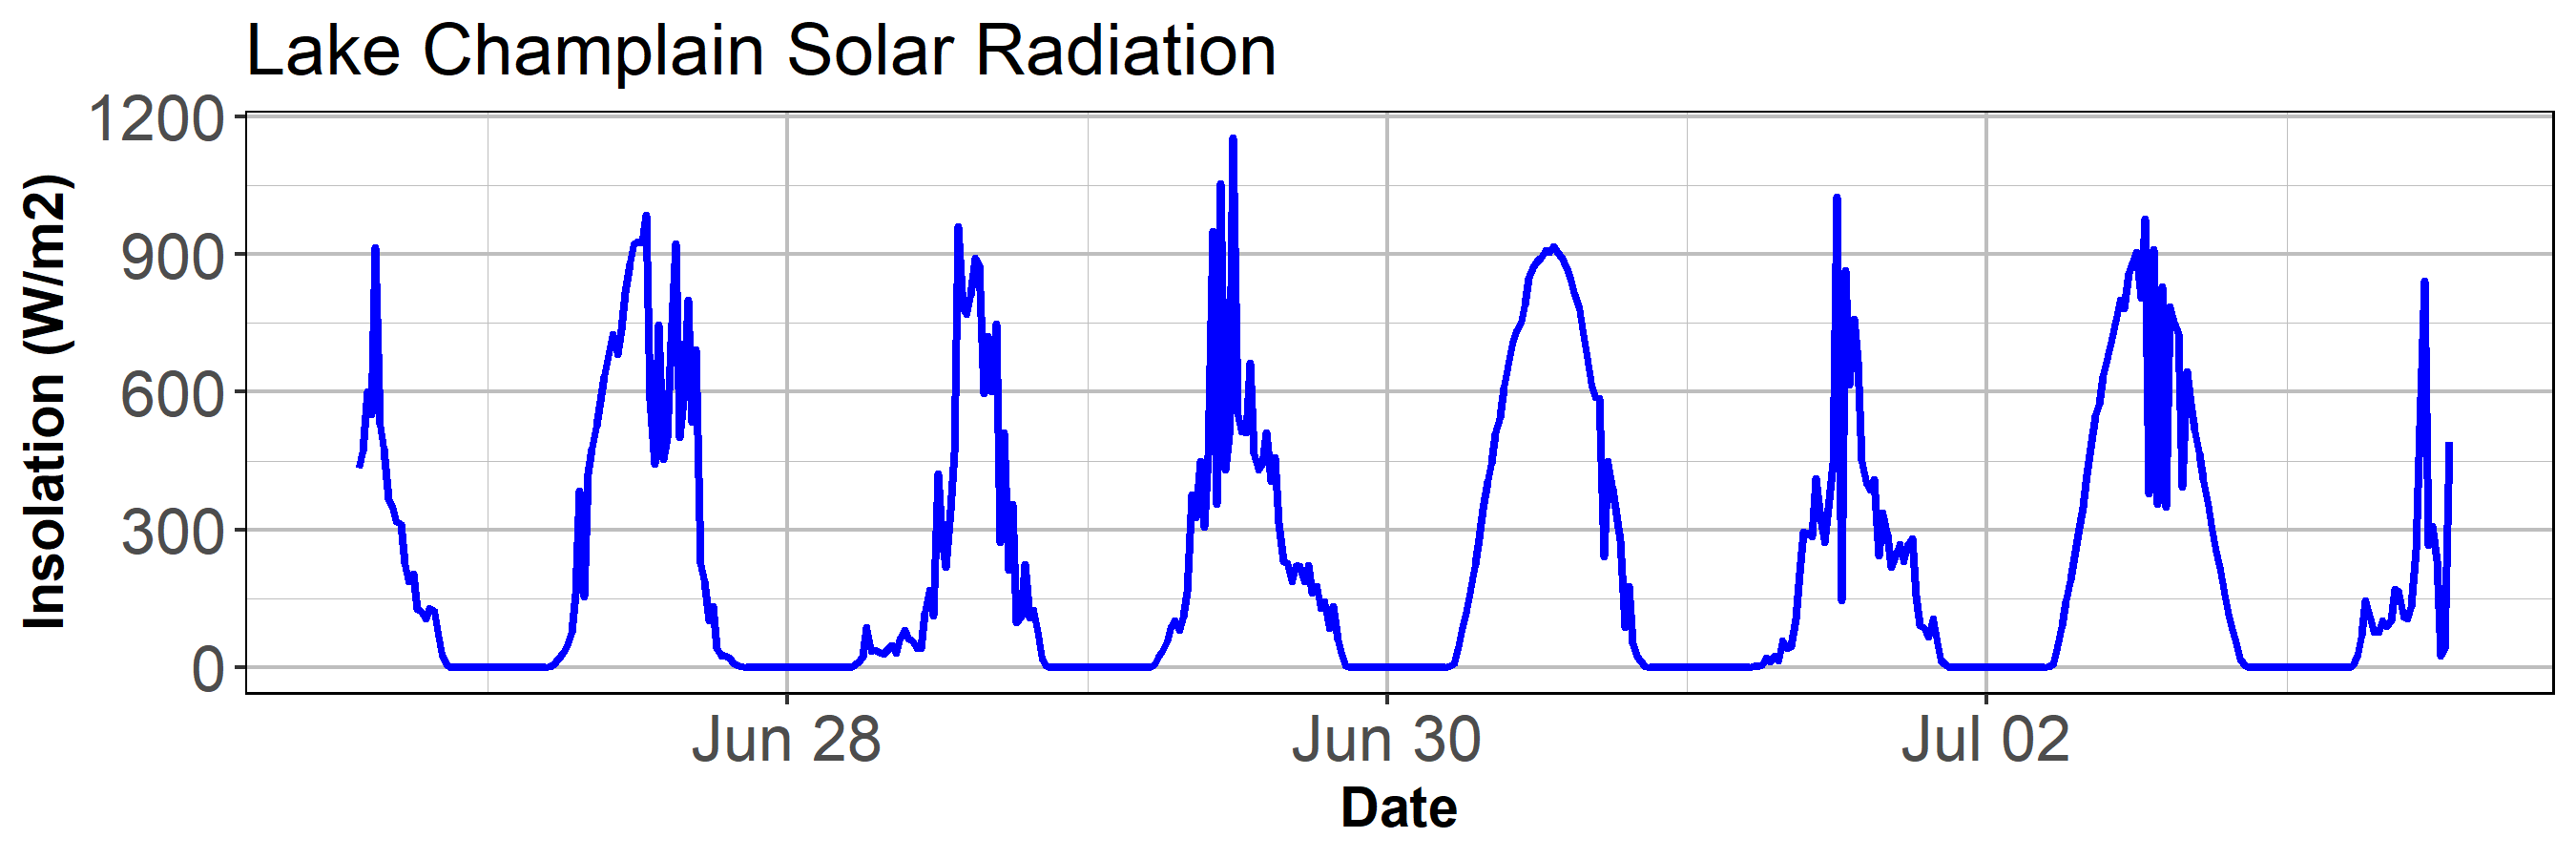 Lake Champlain Solar Radiation
1200
900
600
300
0
Insolation (W/m2)
Jun 28
Jun 30
Jul 02
Date